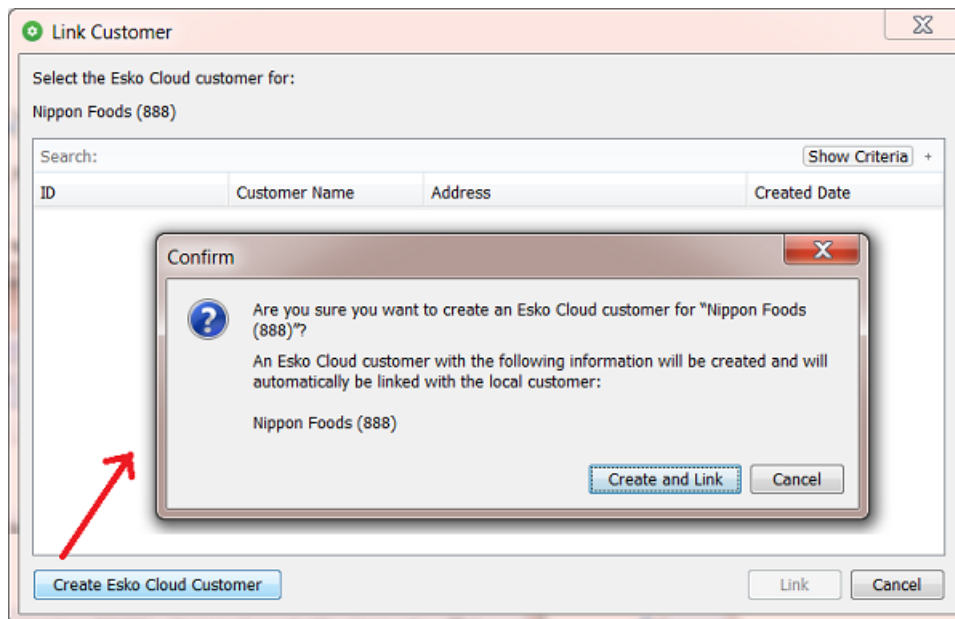 Link Customer
Select the Esko Cloud customer for:
Nippon Foods (888)
Search:
Show Criteria +
ID Customer Name Address Created Date
Confirm
Are you sure you want to create an Esko Cloud customer for “Nippon Foods
(888)”?
An Esko Cloud customer with the following information will be created and will
automatically be linked with the local customer:
Nippon Foods (888)
Create and Link Cancel
Create Esko Cloud Customer Link Cancel